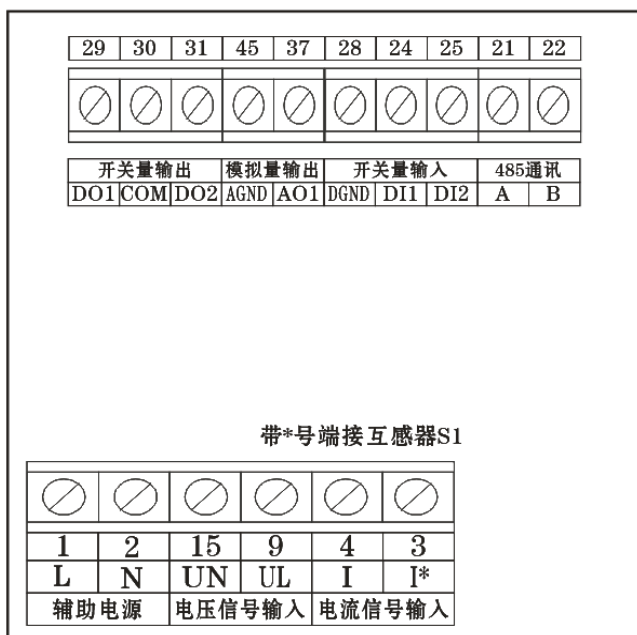 29 30 31 45 37 28 24 25 21 22
开关量输出 模拟量输出 开关量输入 485通讯
DO1 COM DO2 AGND AO1 DGND DI1 DI2 A B
带*号端接互感器S1
1 2 15 9 4 3
L N UN UL I I*
辅助电源 电压信号输入 电流信号输入